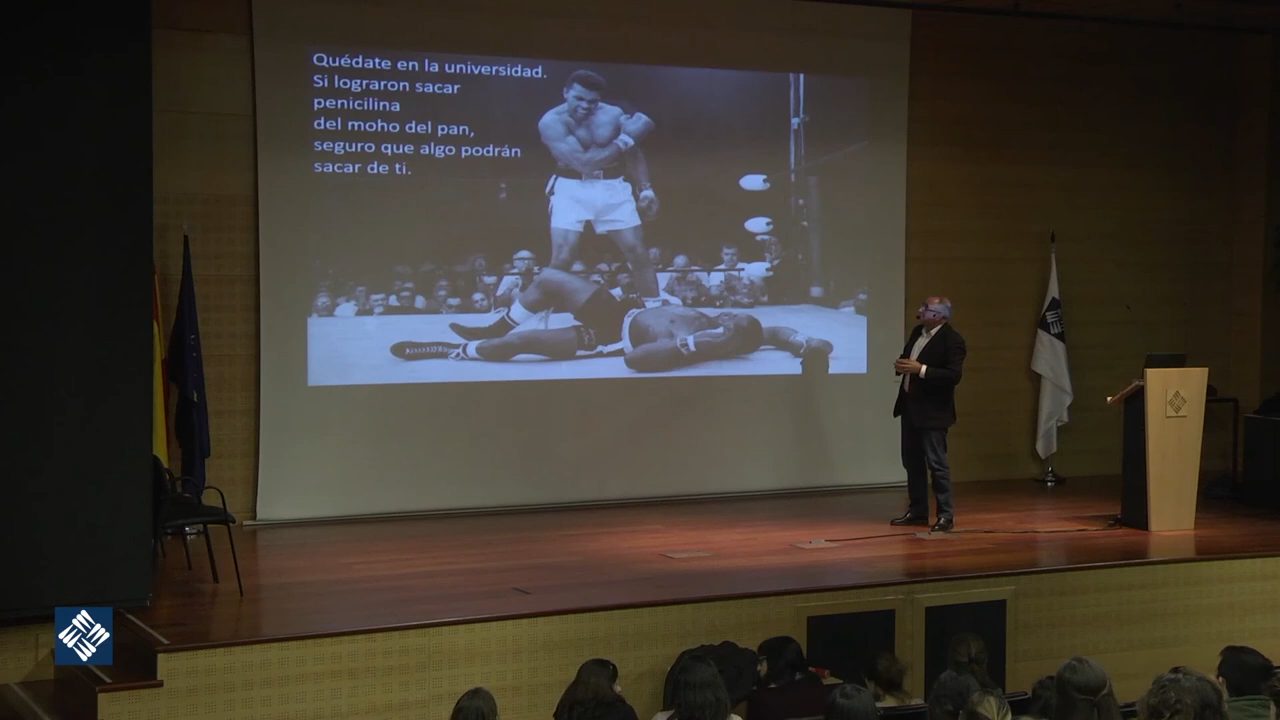 Quédate en la universidad.
Si lograron sacar
penicilina
del moho del pan,
seguro que algo podrán
sacar de ti.